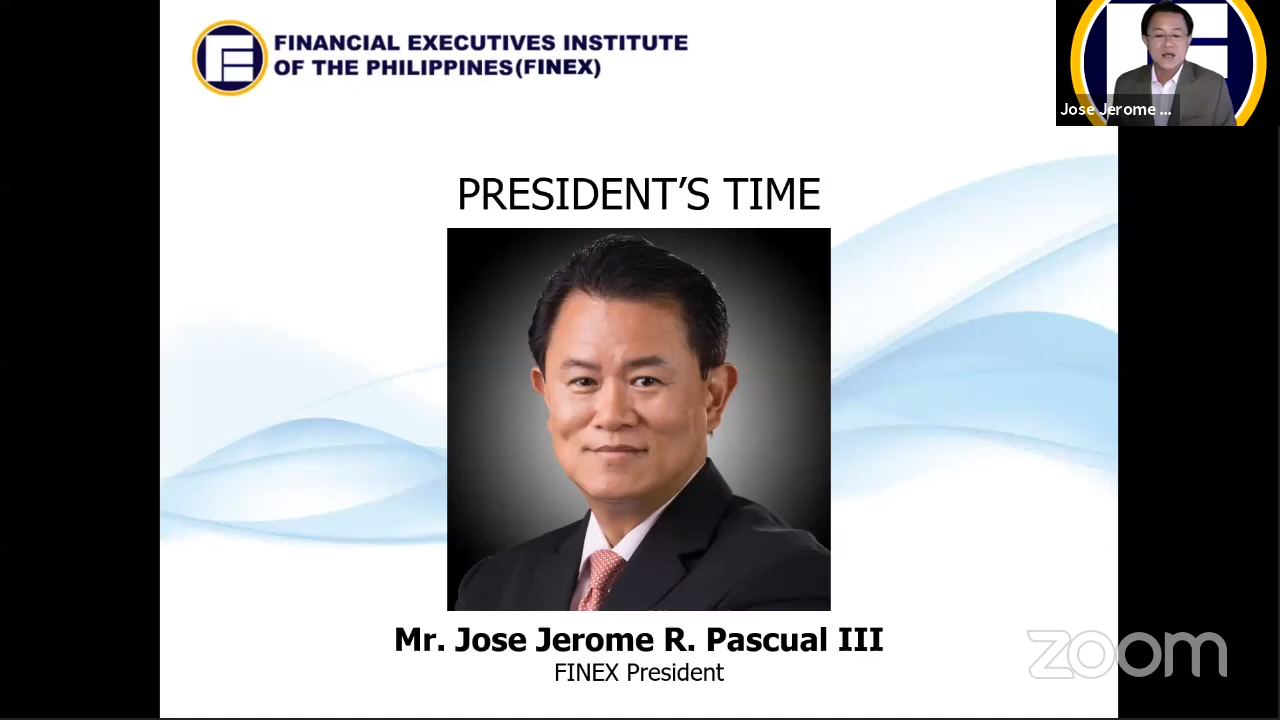 FINANCIAL EXECUTIVES INSTITUTE
OF THE PHILIPPINES(FINEX)
Jose Jerome ...
PRESIDENT'S TIME
Mr. Jose Jerome R. Pascual III
FINEX President
zoom